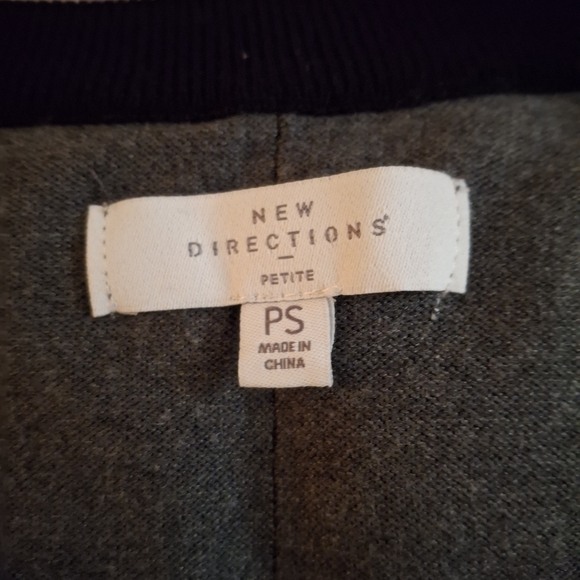 NEW
DIRECTIONS®
PETITE
PS
MADE IN
CHINA